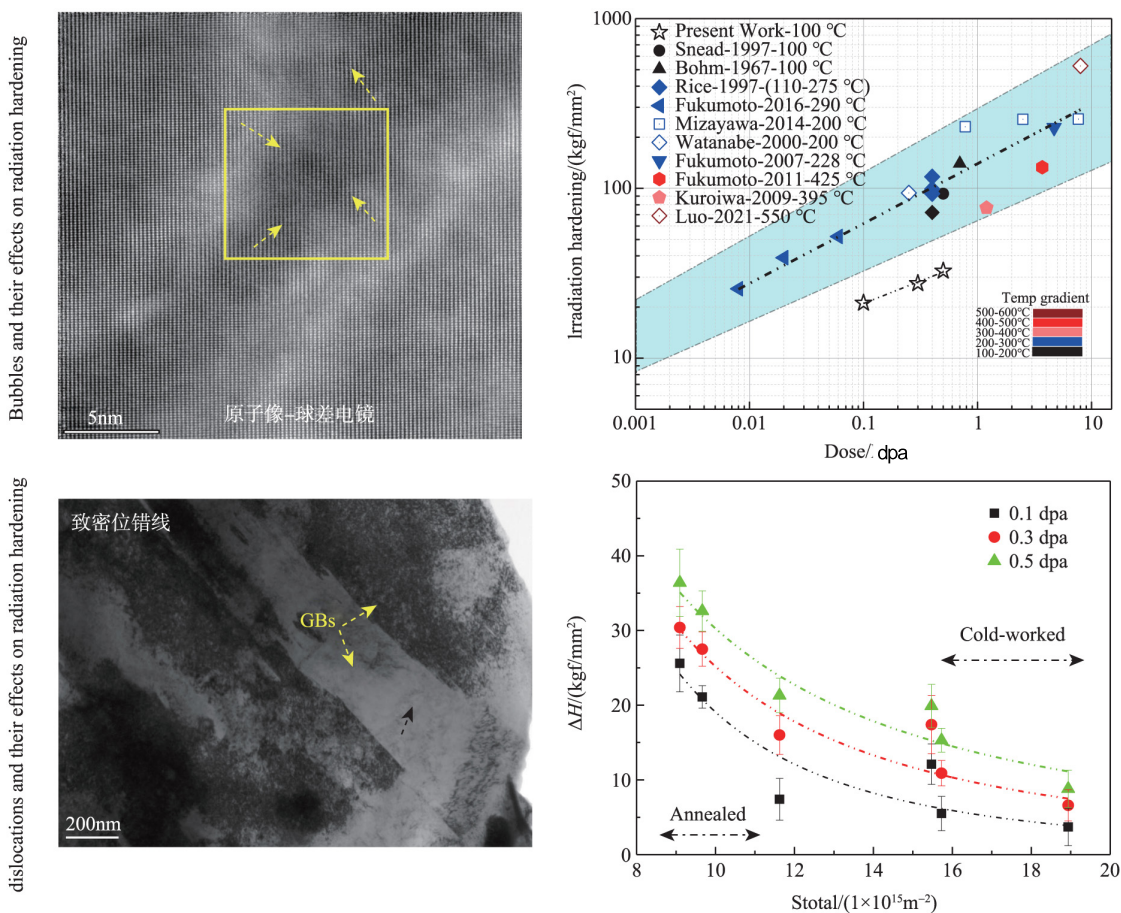 Bubbles and their effects on radiation hardening
5nm
原子像-球差电镜
Irradiation hardening/(kgf/mm²)
1000
100
10
☆ Present Work-100 ℃
● Snead-1997-100 ℃
▲ Bohm-1967-100 ℃
◆ Rice-1997-(110-275 ℃)
◀ Fukumoto-2016-290 ℃
□ Mizayawa-2014-200 ℃
◇ Watanabe-2000-200 ℃
▼ Fukumoto-2007-228 ℃
Fukumoto-2011-425 ℃
Kuroiwa-2009-395 ℃
◇ Luo-2021-550 ℃
Temp gradient
500-600℃
400-500℃
300-400℃
200-300℃
100-200℃
0.001 0.01 0.1 1 10
Dose/ dpa
dislocations and their effects on radiation hardening
致密位错线
GBs
200nm
ΔH/(kgf/mm²)
50
40
30
20
10
0
■ 0.1 dpa
● 0.3 dpa
▲ 0.5 dpa
Cold-worked
Annealed
8 10 12 14 16 18 20
Stotal/(1×10¹⁵m⁻²)